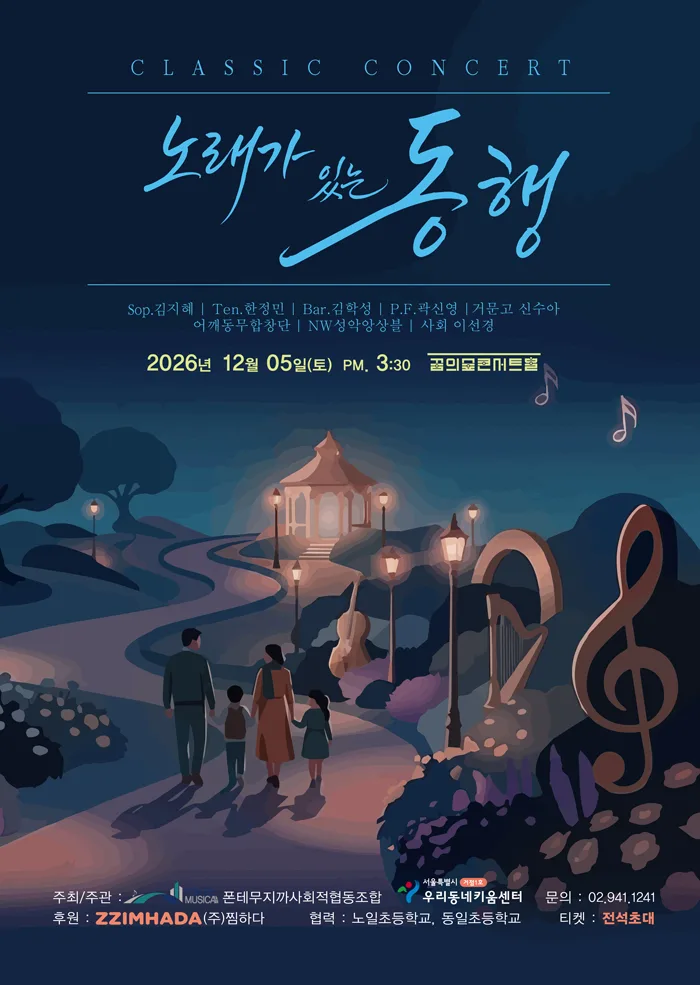 CLASSIC CONCERT
노래가 있는 동행
Sop.김지혜 | Ten.한정민 | Bar.김학성 | P.F.곽신영 | 거문고 신수아
어깨동무합창단 | NW성악앙상블 | 사회 이선경
2026년 12월 05일(토) PM. 3:30 꿈의숲콘서트홀
주최/주관 : MUSICA 폰테무지까사회적협동조합 서울특별시 거점1호 우리동네키움센터 문의 : 02.941.1241
후원 : ZZIMHADA (주)찜하다 협력 : 노일초등학교, 동일초등학교 티켓 : 전석초대